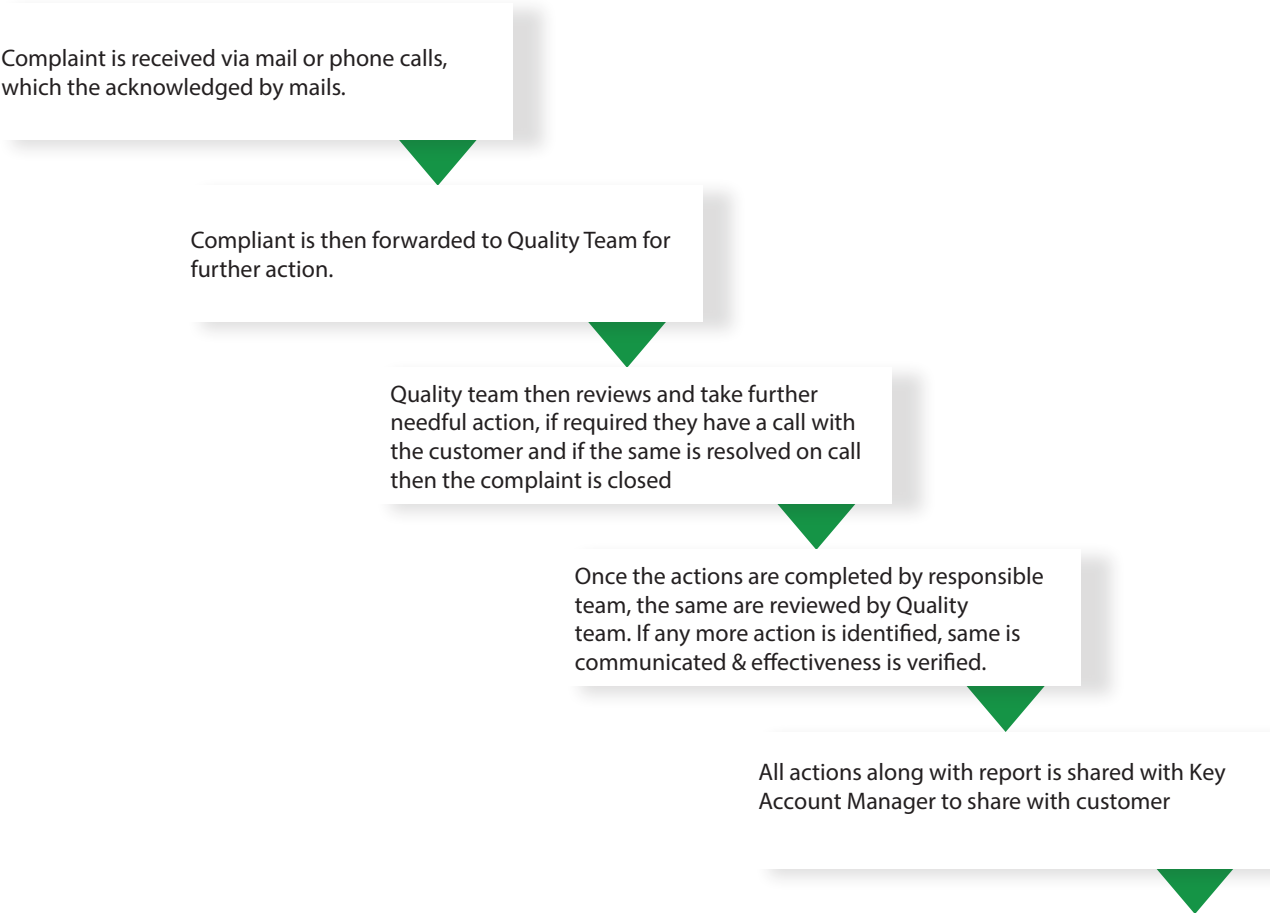 Complaint is received via mail or phone calls,
which the acknowledged by mails.
Compliant is then forwarded to Quality Team for
further action.
Quality team then reviews and take further
needful action, if required they have a call with
the customer and if the same is resolved on call
then the complaint is closed
Once the actions are completed by responsible
team, the same are reviewed by Quality
team. If any more action is identified, same is
communicated & effectiveness is verified.
All actions along with report is shared with Key
Account Manager to share with customer